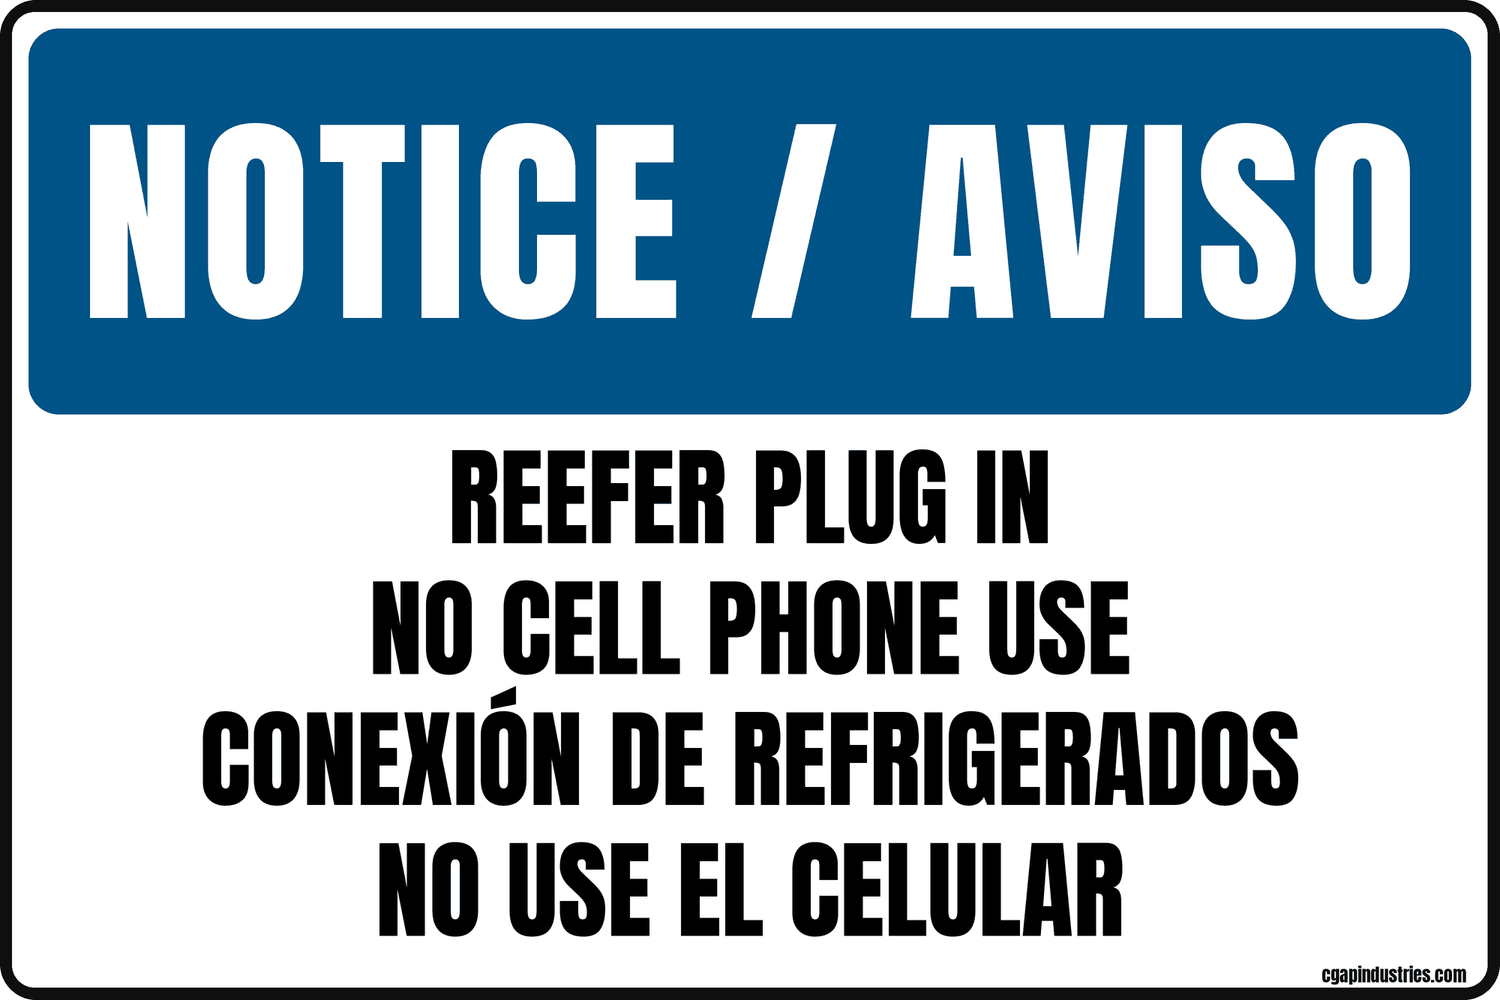 NOTICE / AVISO
REEFER PLUG IN
NO CELL PHONE USE
CONEXIÓN DE REFRIGERADOS
NO USE EL CELULAR
cgapindustries.com